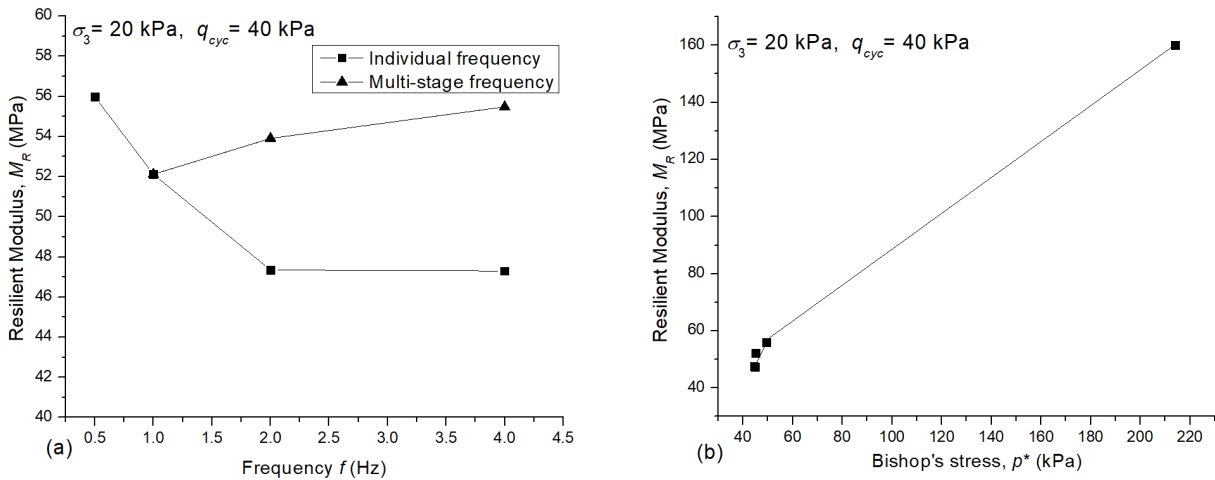 σ3= 20 kPa, qcyc= 40 kPa
Individual frequency
Multi-stage frequency
Resilient Modulus, MR (MPa)
60
58
56
54
52
50
48
46
44
42
40
0.5 1.0 1.5 2.0 2.5 3.0 3.5 4.0 4.5
(a)
Frequency f (Hz)
σ3= 20 kPa, qcyc= 40 kPa
Resilient Modulus, MR (MPa)
160
140
120
100
80
60
40
40 60 80 100 120 140 160 180 200 220
(b)
Bishop's stress, p* (kPa)